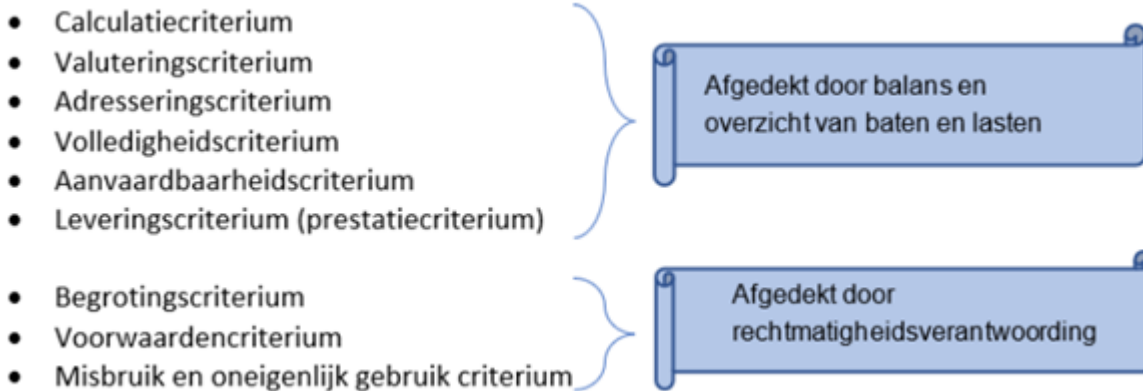 • Calculatiecriterium
• Valuteringscriterium
• Adresseringscriterium
• Volledigheidscriterium
• Aanvaardbaarheidscriterium
• Leveringscriterium (prestatiecriterium)
Afgedekt door balans en
overzicht van baten en lasten
• Begrotingscriterium
• Voorwaardencriterium
• Misbruik en oneigenlijk gebruik criterium
Afgedekt door
rechtmatigheidsverantwoording